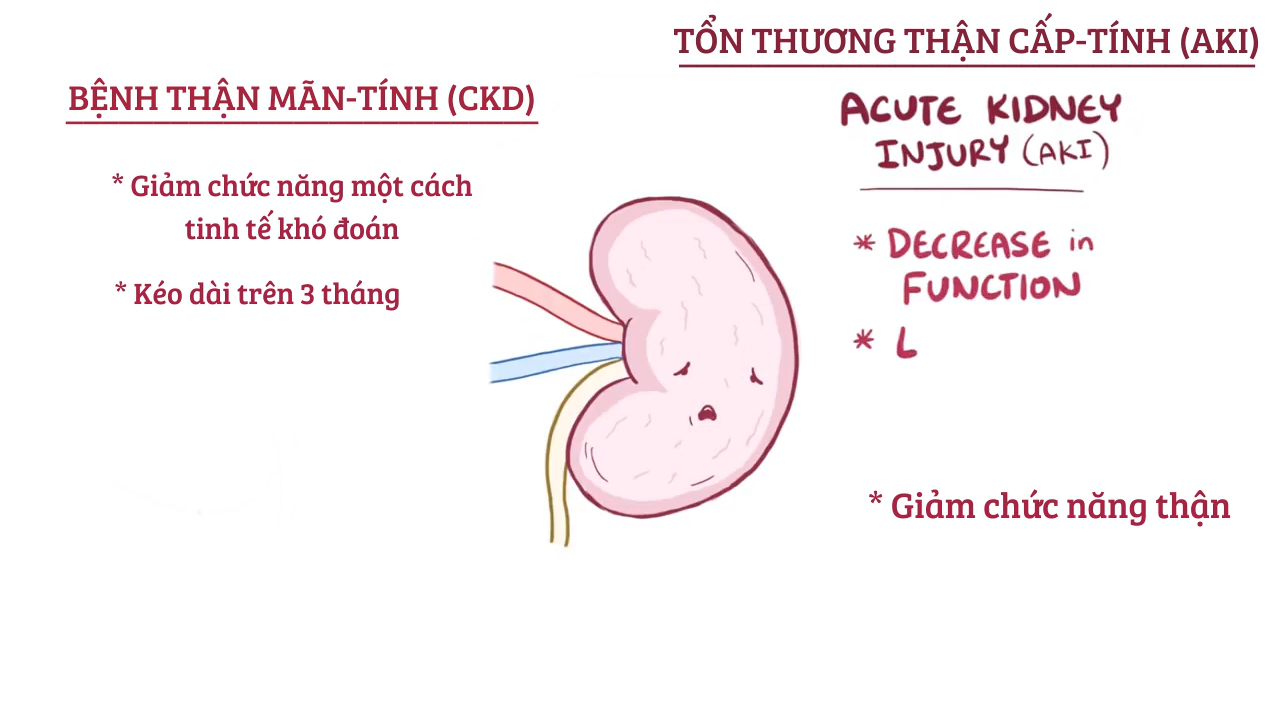 BỆNH THẬN MÃN-TÍNH (CKD)
* Giảm chức năng một cách
tinh tế khó đoán
* Kéo dài trên 3 tháng
TỔN THƯƠNG THẬN CẤP-TÍNH (AKI)
ACUTE KIDNEY
INJURY (AKI)
* DECREASE in
FUNCTION
* L
* Giảm chức năng thận